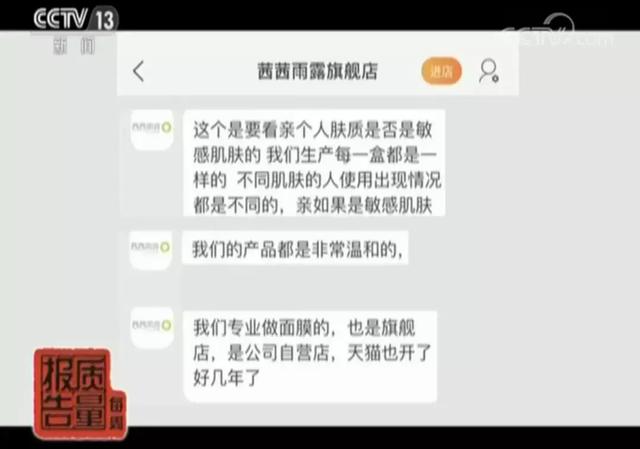 CCTV 13
新闻
CCTV.com
茜茜雨露旗舰店
进店
这个是要看亲个人肤质是否是敏
感肌肤的 我们生产每一盒都是一
样的 不同肌肤的人使用出现情况
都是不同的，亲如果是敏感肌肤
我们的产品都是非常温和的，
我们专业做面膜的，也是旗舰
店，是公司自营店，天猫也开了
好几年了
每周
质量
报告